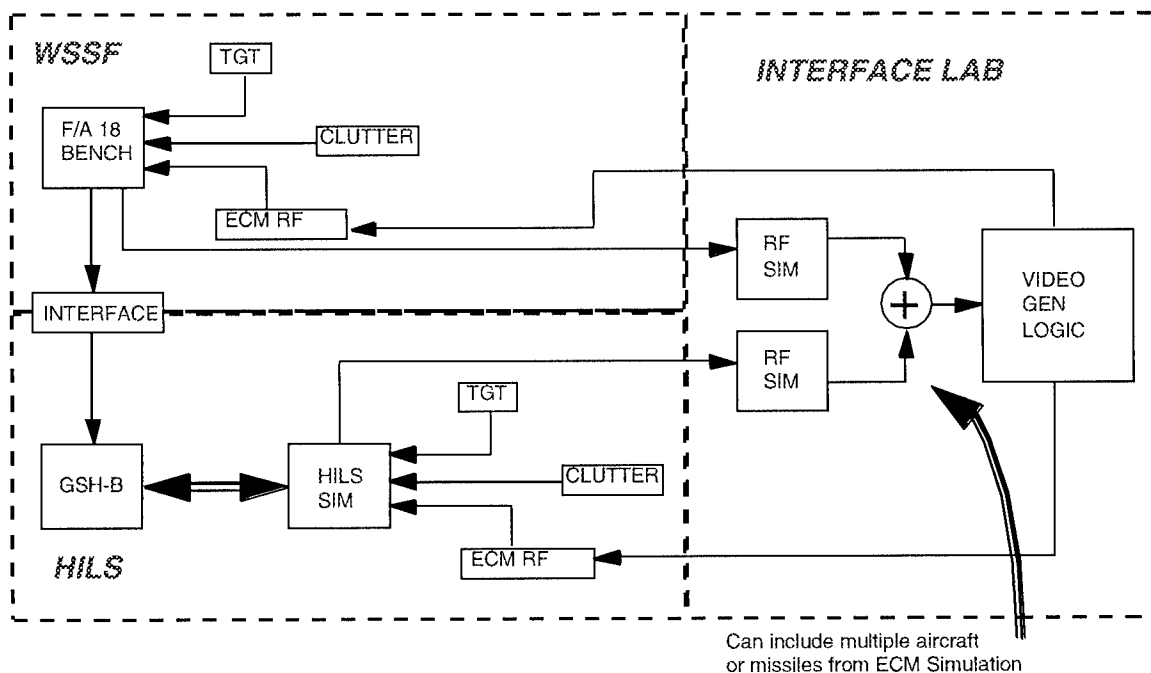 WSSF
TGT
F/A 18
BENCH
CLUTTER
ECM RF
INTERFACE
INTERFACE LAB
RF
SIM
VIDEO
GEN
LOGIC
RF
SIM
TGT
GSH-B
HILS
SIM
CLUTTER
ECM RF
HILS
Can include multiple aircraft
or missiles from ECM Simulation